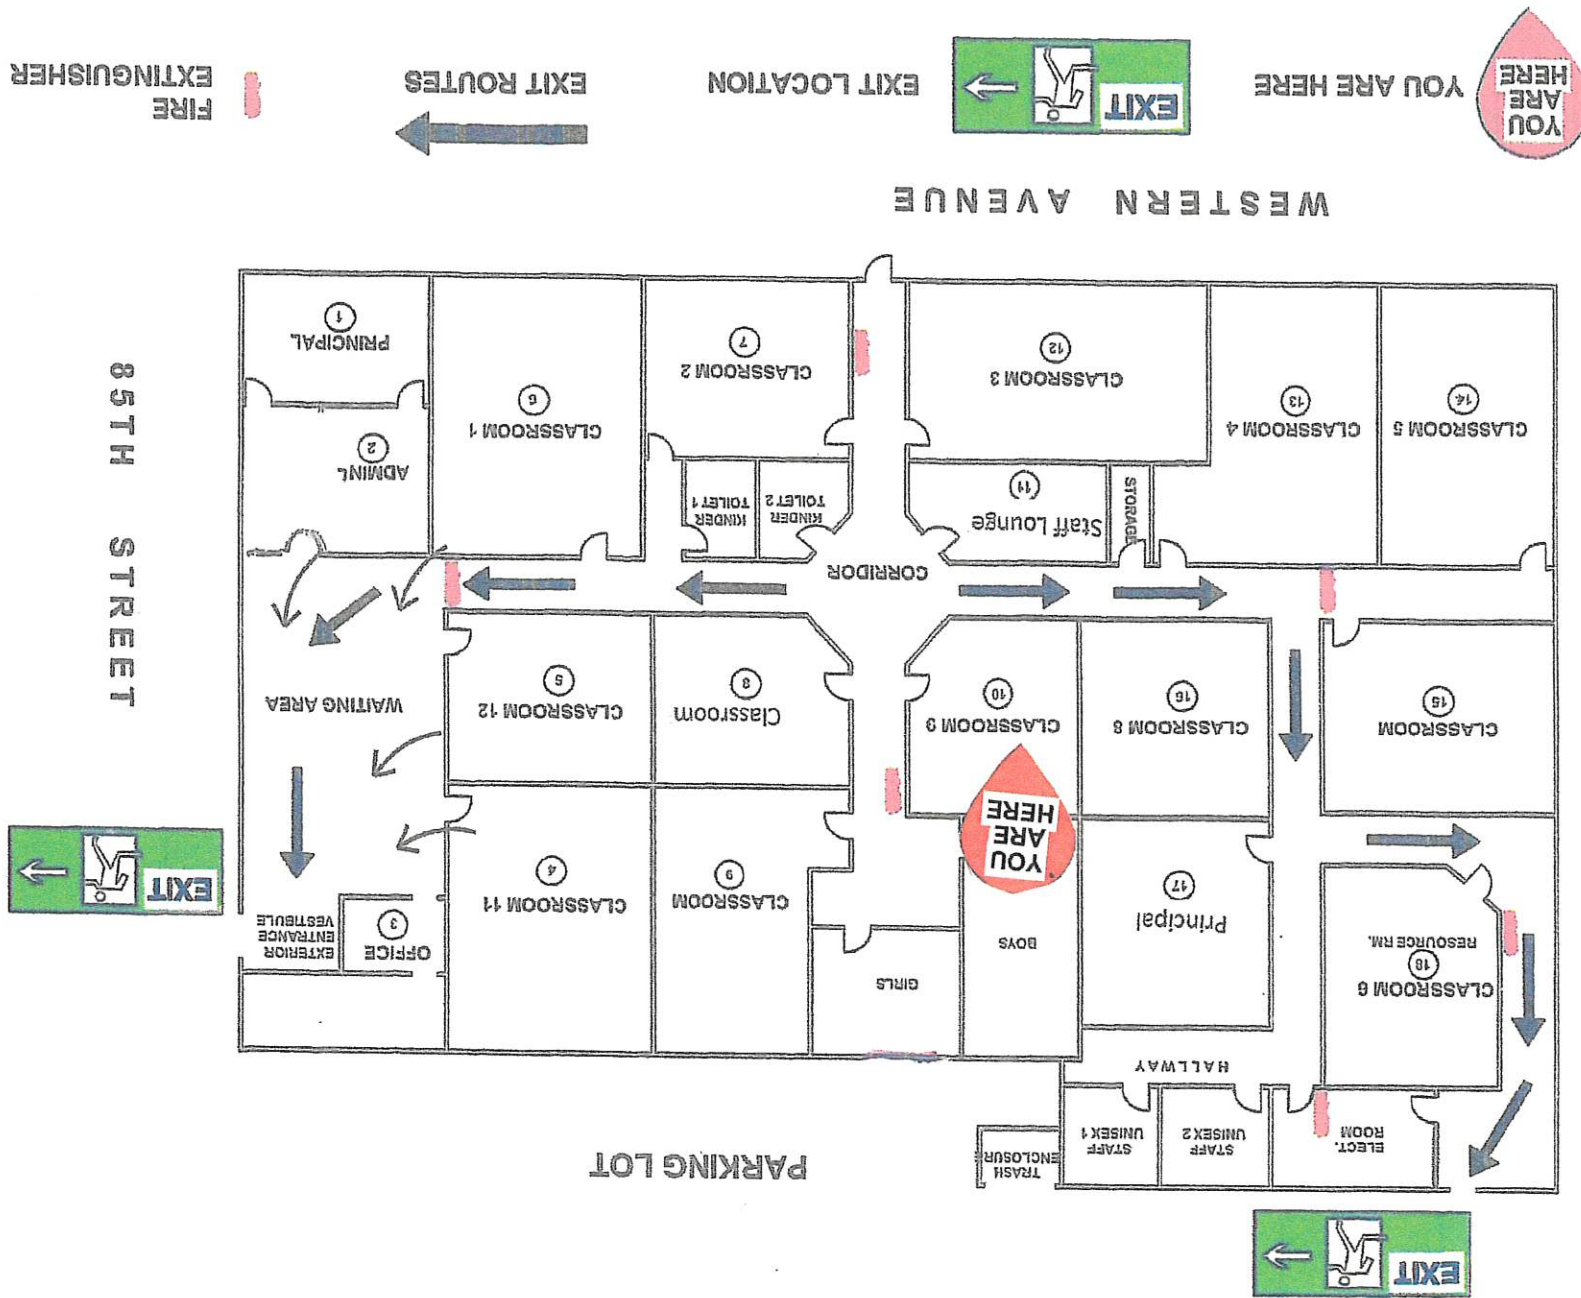 EXIT
PARKING LOT
ELECT.
ROOM
STAFF
UNISEX 2
STAFF
UNISEX 1
TRASH
ENCLOSURE
HALLWAY
CLASSROOM 6
18
RESOURCE RM.
Principal
17
BOYS
GIRLS
CLASSROOM
9
CLASSROOM 11
4
OFFICE
3
EXTERIOR
ENTRANCE
VESTIBULE
EXIT
YOU
ARE
HERE
CLASSROOM
15
CLASSROOM 8
16
CLASSROOM 9
10
Classroom
8
CLASSROOM 12
5
WAITING AREA
CORRIDOR
85TH STREET
CLASSROOM 5
14
CLASSROOM 4
13
STORAGE
Staff Lounge
11
CLASSROOM 3
12
KINDER
TOILET 2
KINDER
TOILET 1
CLASSROOM 2
7
CLASSROOM 1
6
ADMINL
2
PRINCIPAL
1
WESTERN AVENUE
YOU
ARE
HERE
YOU ARE HERE
EXIT
EXIT LOCATION
EXIT ROUTES
FIRE
EXTINGUISHER